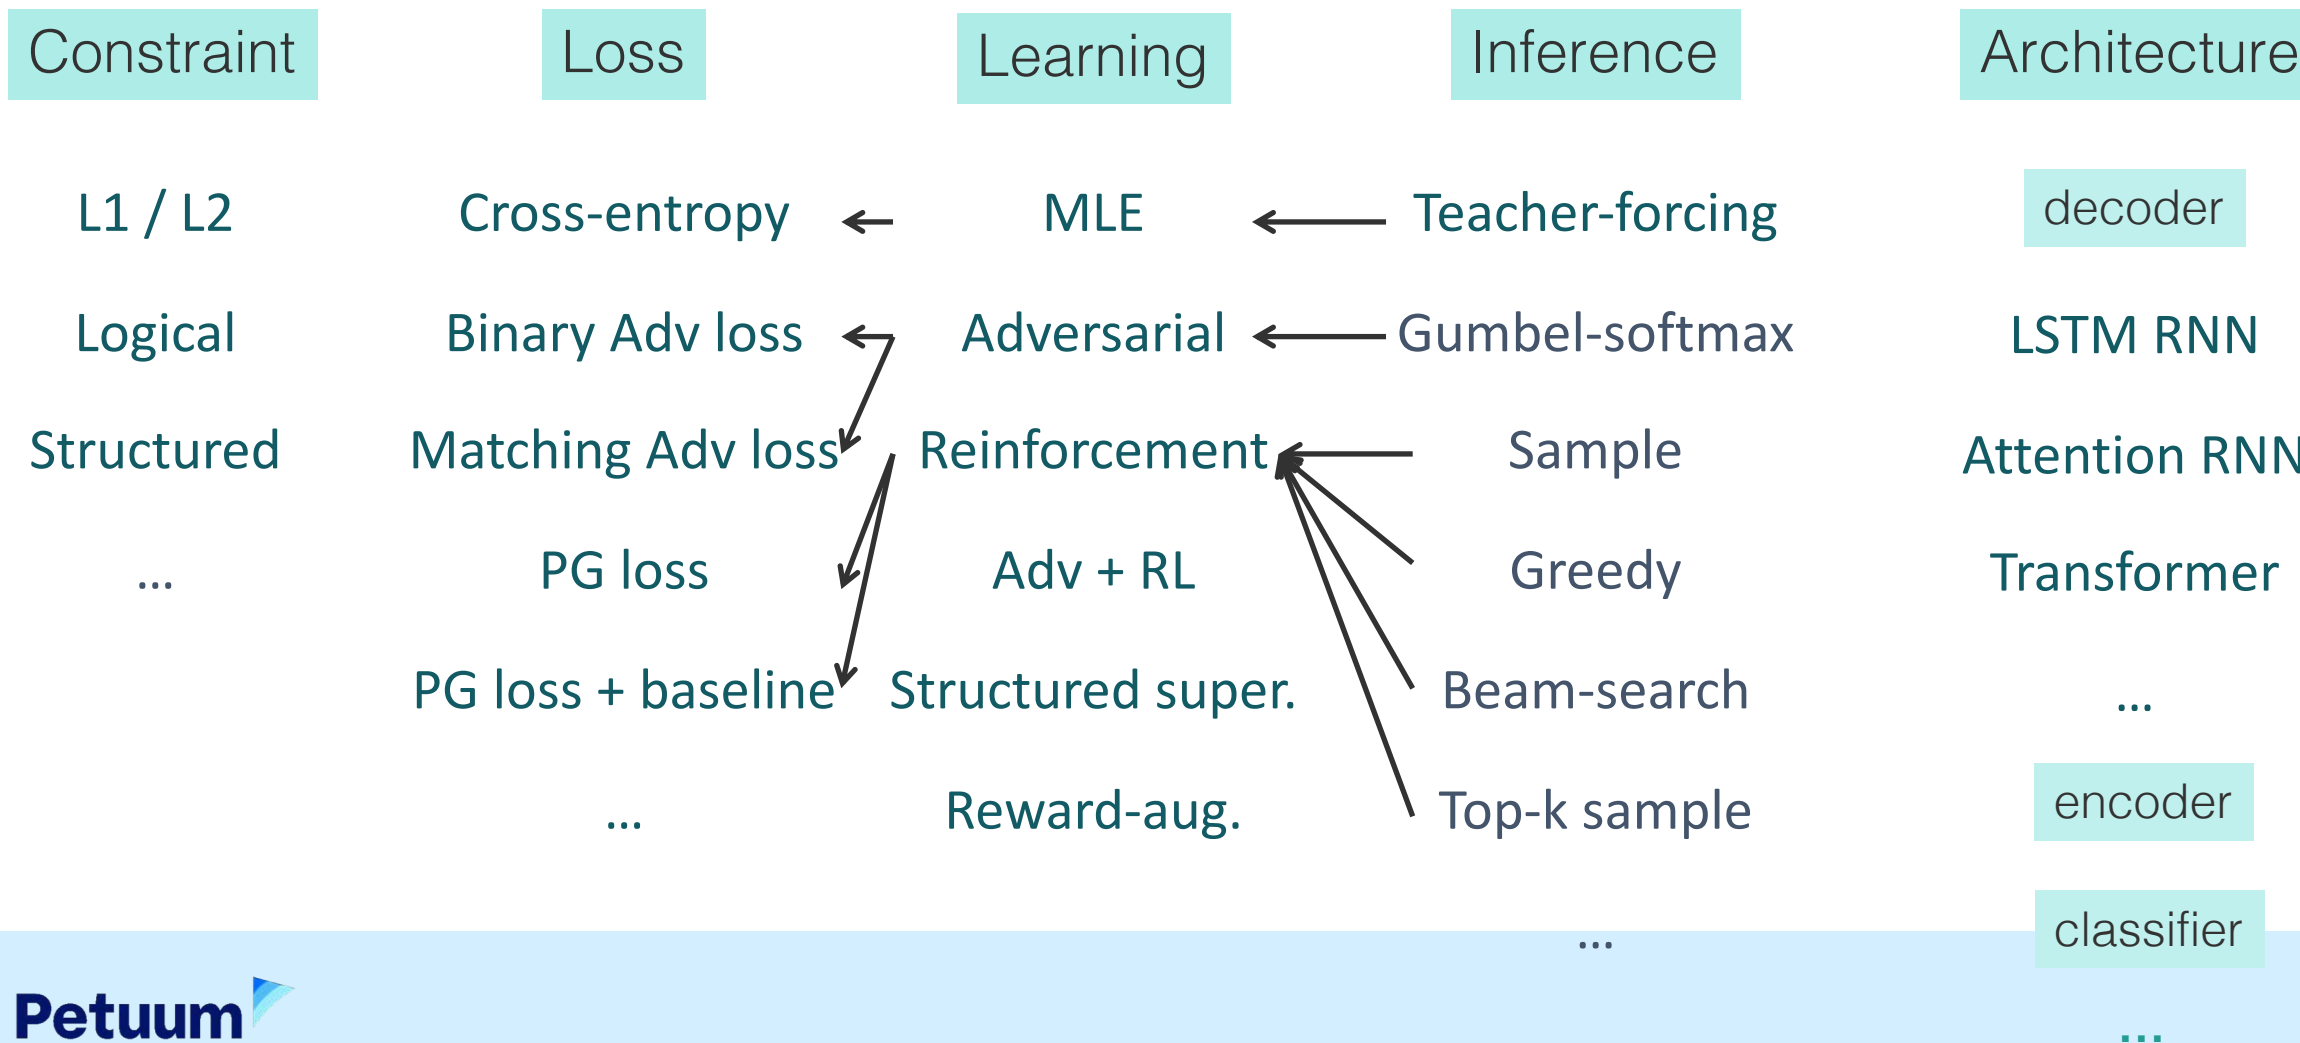 Constraint
Loss
Learning
Inference
Architecture
L1 / L2
Logical
Structured
...
Cross-entropy
Binary Adv loss
Matching Adv loss
PG loss
PG loss + baseline
...
MLE
Adversarial
Reinforcement
Adv + RL
Structured super.
Reward-aug.
Teacher-forcing
Gumbel-softmax
Sample
Greedy
Beam-search
Top-k sample
...
decoder
LSTM RNN
Attention RNN
Transformer
...
encoder
classifier
...
Petuum